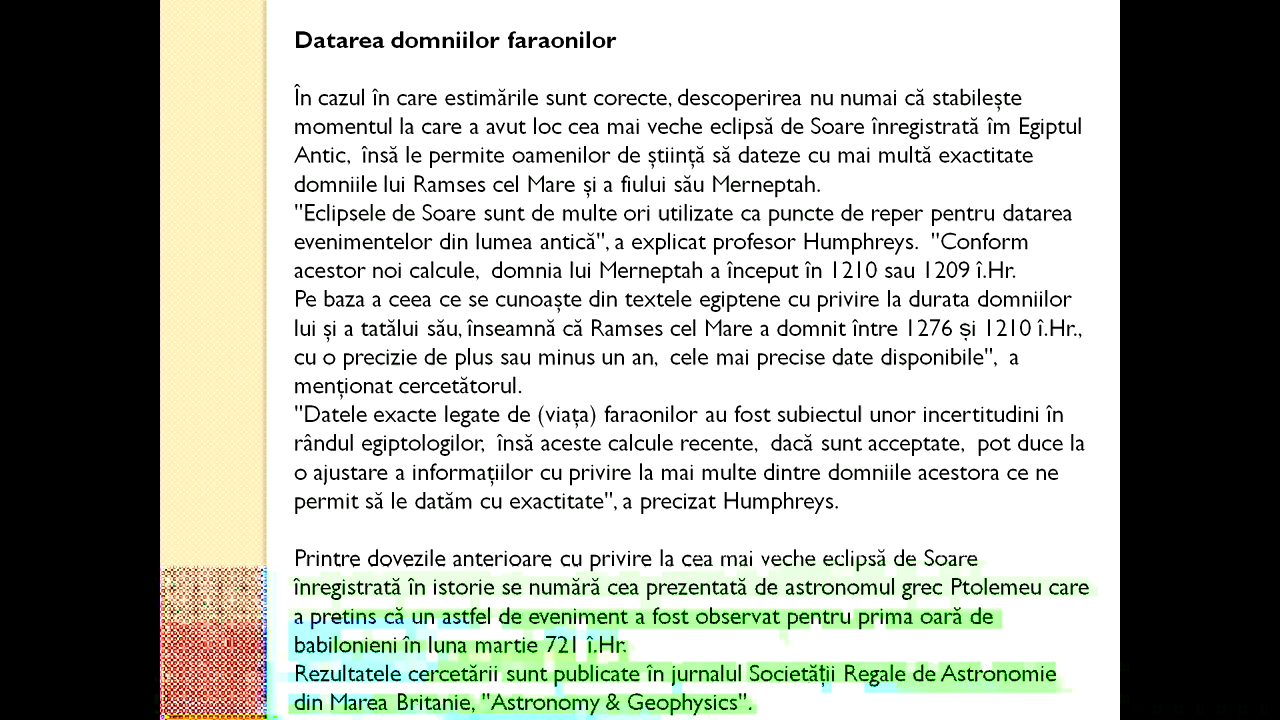 Datarea domniilor faraonilor
În cazul în care estimările sunt corecte, descoperirea nu numai că stabilește
momentul la care a avut loc cea mai veche eclipsă de Soare înregistrată îm Egiptul
Antic, însă le permite oamenilor de știință să dateze cu mai multă exactitate
domniile lui Ramses cel Mare și a fiului său Merneptah.
"Eclipsele de Soare sunt de multe ori utilizate ca puncte de reper pentru datarea
evenimentelor din lumea antică", a explicat profesor Humphreys. "Conform
acestor noi calcule, domnia lui Merneptah a început în 1210 sau 1209 î.Hr.
Pe baza a ceea ce se cunoaște din textele egiptene cu privire la durata domniilor
lui și a tatălui său, înseamnă că Ramses cel Mare a domnit între 1276 și 1210 î.Hr.,
cu o precizie de plus sau minus un an, cele mai precise date disponibile", a
menționat cercetătorul.
"Datele exacte legate de (viața) faraonilor au fost subiectul unor incertitudini în
rândul egiptologilor, însă aceste calcule recente, dacă sunt acceptate, pot duce la
o ajustare a informațiilor cu privire la mai multe dintre domniile acestora ce ne
permit să le datăm cu exactitate", a precizat Humphreys.
Printre dovezile anterioare cu privire la cea mai veche eclipsă de Soare
înregistrată în istorie se numără cea prezentată de astronomul grec Ptolemeu care
a pretins că un astfel de eveniment a fost observat pentru prima oară de
babilonieni în luna martie 721 î.Hr.
Rezultatele cercetării sunt publicate în jurnalul Societății Regale de Astronomie
din Marea Britanie, "Astronomy & Geophysics".